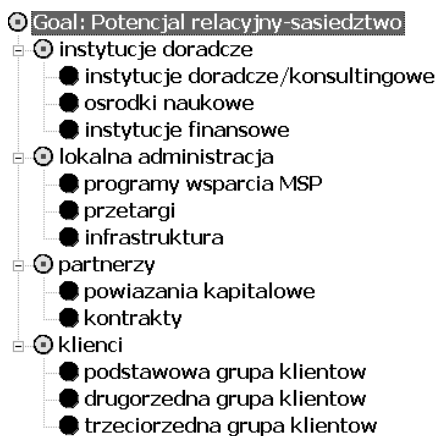 Goal: Potencjal relacyjny-sasiedztwo
instytucje doradcze
instytucje doradcze/konsultingowe
osrodki naukowe
instytucje finansowe
lokalna administracja
programy wsparcia MSP
przetargi
infrastruktura
partnerzy
powiazania kapitalowe
kontrakty
klienci
podstawowa grupa klientow
drugorzedna grupa klientow
trzeciorzedna grupa klientow